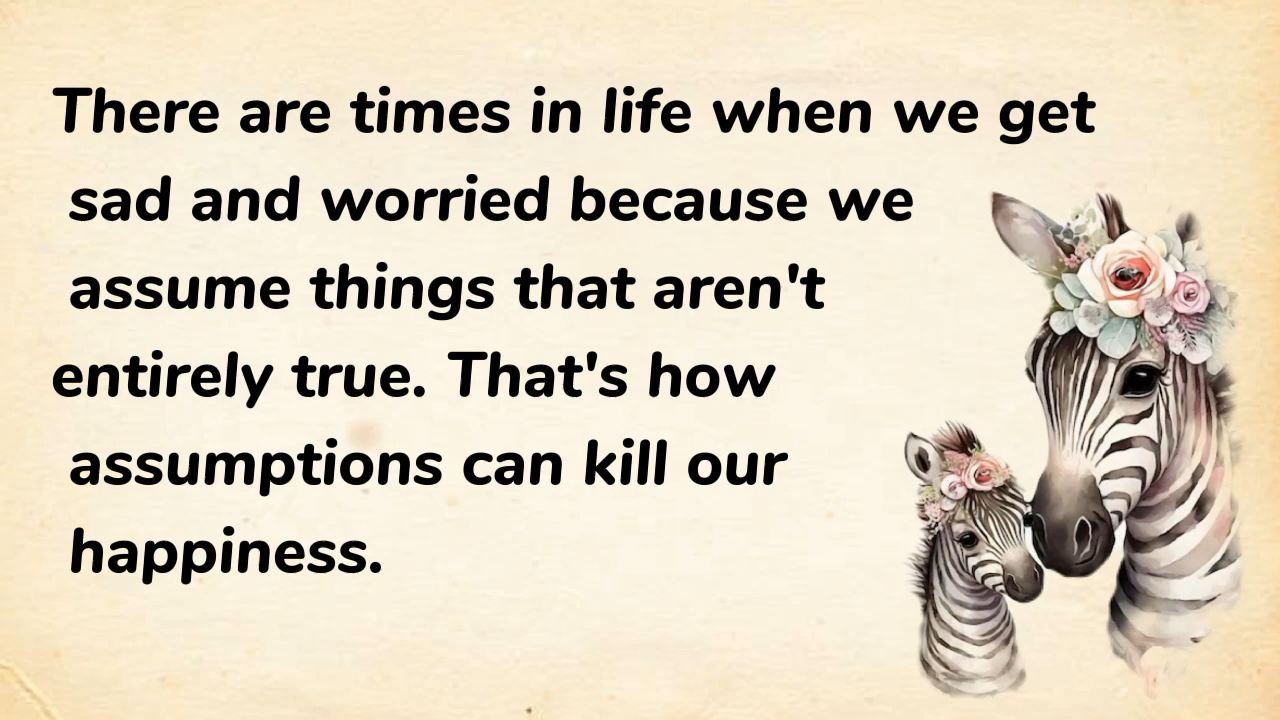 There are times in life when we get
sad and worried because we
assume things that aren't
entirely true. That's how
assumptions can kill our
happiness.